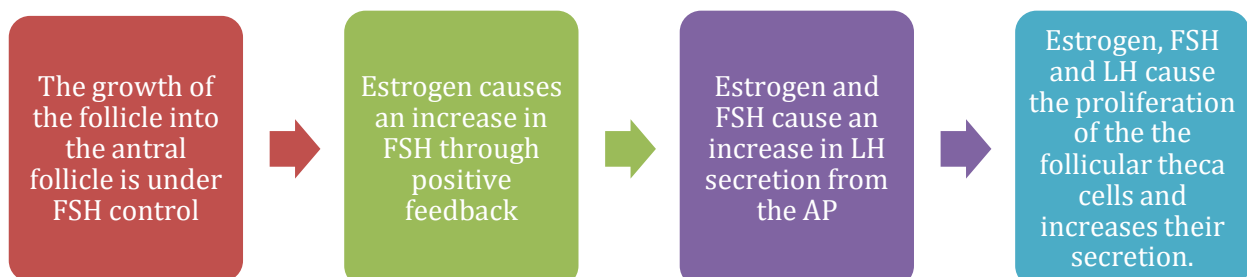 The growth of
the follicle into
the antral
follicle is under
FSH control
Estrogen causes
an increase in
FSH through
positive
feedback
Estrogen and
FSH cause an
increase in LH
secretion from
the AP
Estrogen, FSH
and LH cause
the proliferation
of the the
follicular theca
cells and
increases their
secretion.